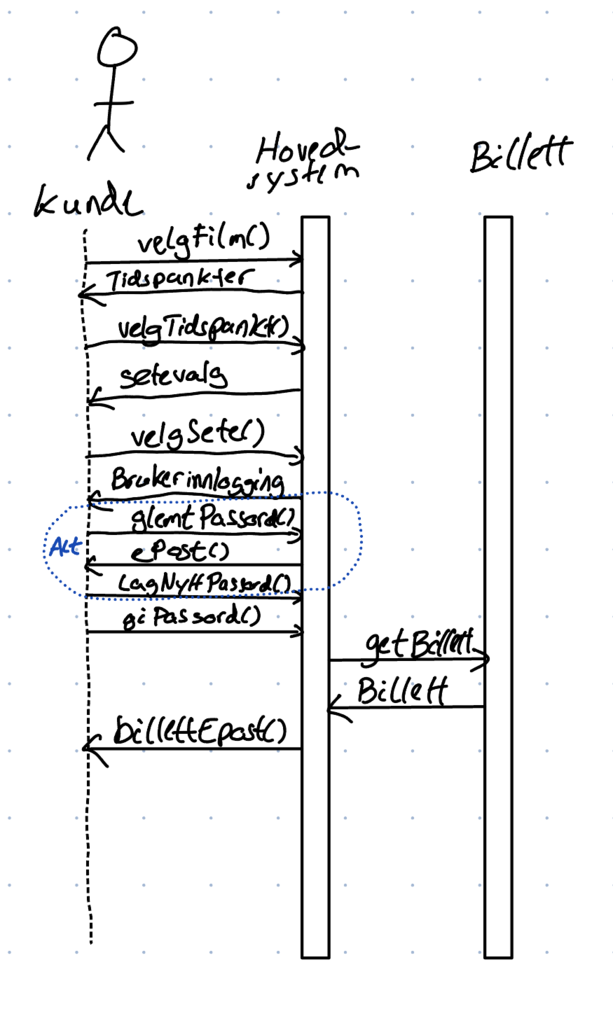 Kunde
Hoved-
system
Billett
velgFilm()
Tidspunkter
velgTidspunkt()
setevalg
velgSete()
Brukerinnlogging
Alt
glemtPassord()
ePost()
LagNyttPassord()
giPassord()
getBillett
Billett
billettEpost()